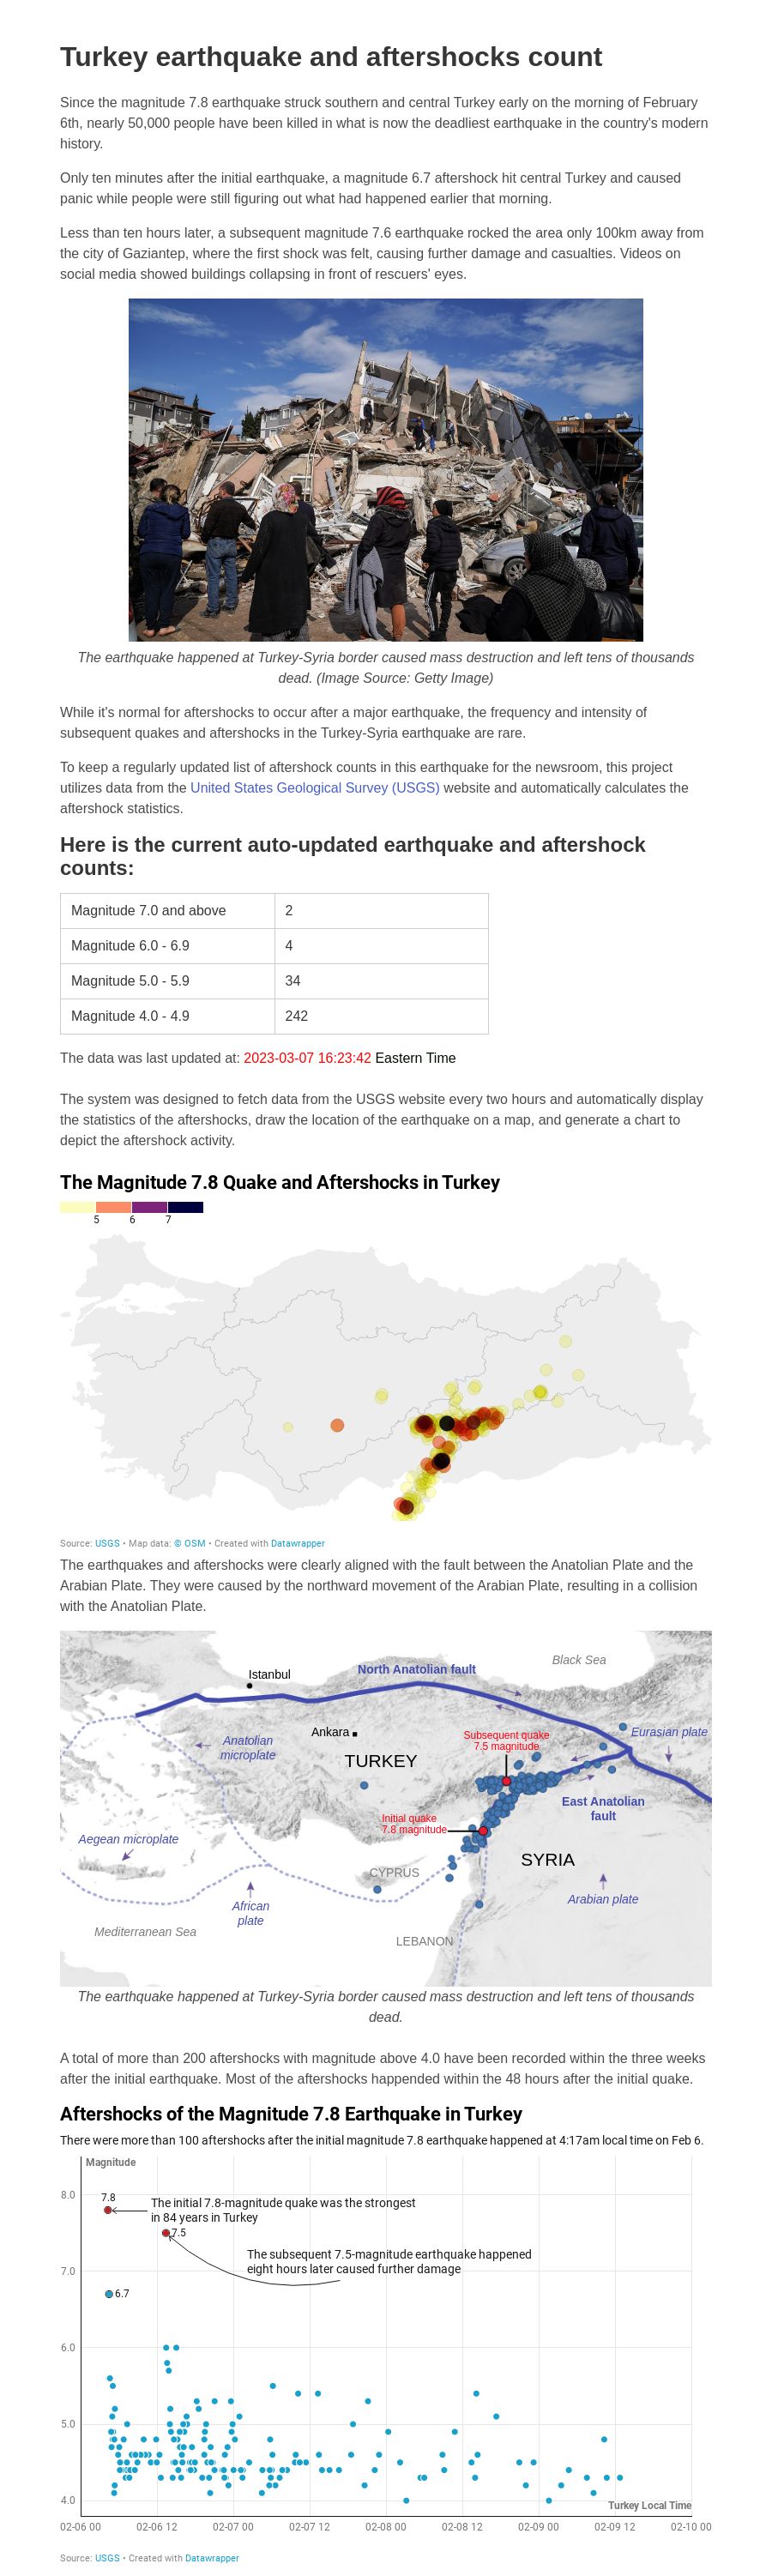 Turkey earthquake and aftershocks count
Since the magnitude 7.8 earthquake struck southern and central Turkey early on the morning of February
6th, nearly 50,000 people have been killed in what is now the deadliest earthquake in the country's modern
history.
Only ten minutes after the initial earthquake, a magnitude 6.7 aftershock hit central Turkey and caused
panic while people were still figuring out what had happened earlier that morning.
Less than ten hours later, a subsequent magnitude 7.6 earthquake rocked the area only 100km away from
the city of Gaziantep, where the first shock was felt, causing further damage and casualties. Videos on
social media showed buildings collapsing in front of rescuers' eyes.
The earthquake happened at Turkey-Syria border caused mass destruction and left tens of thousands
dead. (Image Source: Getty Image)
While it's normal for aftershocks to occur after a major earthquake, the frequency and intensity of
subsequent quakes and aftershocks in the Turkey-Syria earthquake are rare.
To keep a regularly updated list of aftershock counts in this earthquake for the newsroom, this project
utilizes data from the United States Geological Survey (USGS) website and automatically calculates the
aftershock statistics.
Here is the current auto-updated earthquake and aftershock
counts:
Magnitude 7.0 and above 2
Magnitude 6.0 - 6.9 4
Magnitude 5.0 - 5.9 34
Magnitude 4.0 - 4.9 242
The data was last updated at: 2023-03-07 16:23:42 Eastern Time
The system was designed to fetch data from the USGS website every two hours and automatically display
the statistics of the aftershocks, draw the location of the earthquake on a map, and generate a chart to
depict the aftershock activity.
The Magnitude 7.8 Quake and Aftershocks in Turkey
5 6 7
Source: USGS • Map data: © OSM • Created with Datawrapper
The earthquakes and aftershocks were clearly aligned with the fault between the Anatolian Plate and the
Arabian Plate. They were caused by the northward movement of the Arabian Plate, resulting in a collision
with the Anatolian Plate.
Black Sea
North Anatolian fault
Istanbul
Ankara
Subsequent quake
7.5 magnitude
Eurasian plate
Anatolian
microplate
TURKEY
East Anatolian
fault
Initial quake
7.8 magnitude
Aegean microplate
SYRIA
CYPRUS
Arabian plate
African
plate
Mediterranean Sea
LEBANON
The earthquake happened at Turkey-Syria border caused mass destruction and left tens of thousands
dead.
A total of more than 200 aftershocks with magnitude above 4.0 have been recorded within the three weeks
after the initial earthquake. Most of the aftershocks happended within the 48 hours after the initial quake.
Aftershocks of the Magnitude 7.8 Earthquake in Turkey
There were more than 100 aftershocks after the initial magnitude 7.8 earthquake happened at 4:17am local time on Feb 6.
Magnitude
8.0
7.8
The initial 7.8-magnitude quake was the strongest
in 84 years in Turkey
7.5
The subsequent 7.5-magnitude earthquake happened
eight hours later caused further damage
7.0
6.7
6.0
5.0
4.0
Turkey Local Time
02-06 00 02-06 12 02-07 00 02-07 12 02-08 00 02-08 12 02-09 00 02-09 12 02-10 00
Source: USGS • Created with Datawrapper